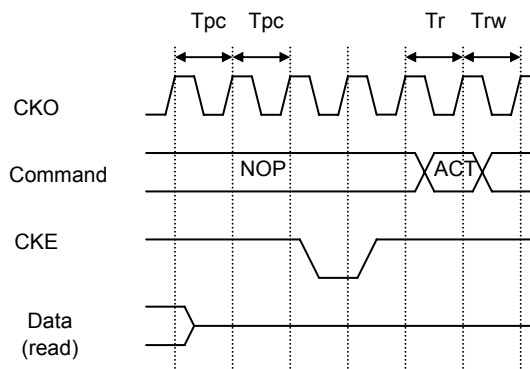 Tpc Tpc Tr Trw
CKO
Command NOP ACT
CKE
Data
(read)